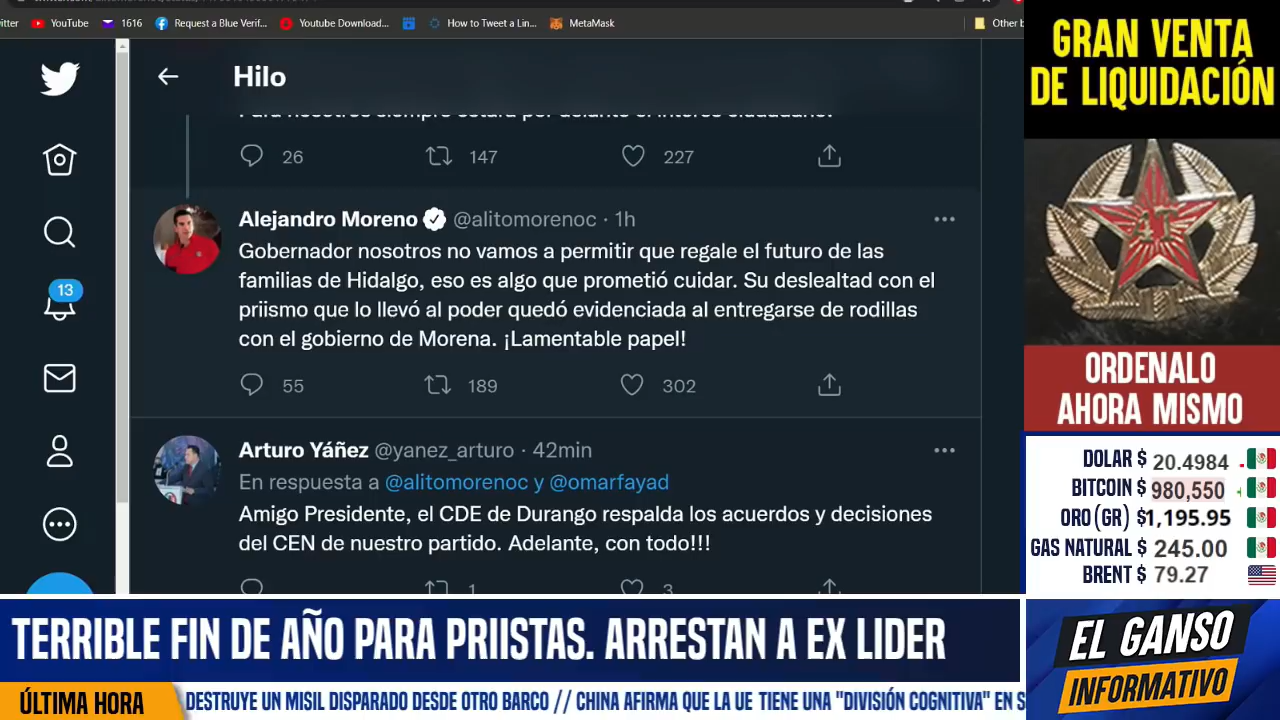 itter
YouTube
1616
Request a Blue Verif...
Youtube Download...
How to Tweet a Lin...
MetaMask
Other b
Hilo
Para nosotros siempre estará por delante el interés ciudadano.
26
147
227
Alejandro Moreno @alitomorenoc · 1h
Gobernador nosotros no vamos a permitir que regale el futuro de las
familias de Hidalgo, eso es algo que prometió cuidar. Su deslealtad con el
priismo que lo llevó al poder quedó evidenciada al entregarse de rodillas
con el gobierno de Morena. ¡Lamentable papel!
55
189
302
13
Arturo Yáñez @yanez_arturo · 42min
En respuesta a @alitomorenoc y @omarfayad
Amigo Presidente, el CDE de Durango respalda los acuerdos y decisiones
del CEN de nuestro partido. Adelante, con todo!!!
1
3
GRAN VENTA
DE LIQUIDACIÓN
4T
ORDENALO
AHORA MISMO
DOLAR $ 20.4984
BITCOIN $ 980,550
ORO(GR) $1,195.95
GAS NATURAL $ 245.00
BRENT $ 79.27
TERRIBLE FIN DE AÑO PARA PRIISTAS. ARRESTAN A EX LIDER
EL GANSO
INFORMATIVO
ÚLTIMA HORA
DESTRUYE UN MISIL DISPARADO DESDE OTRO BARCO // CHINA AFIRMA QUE LA UE TIENE UNA "DIVISIÓN COGNITIVA" EN S